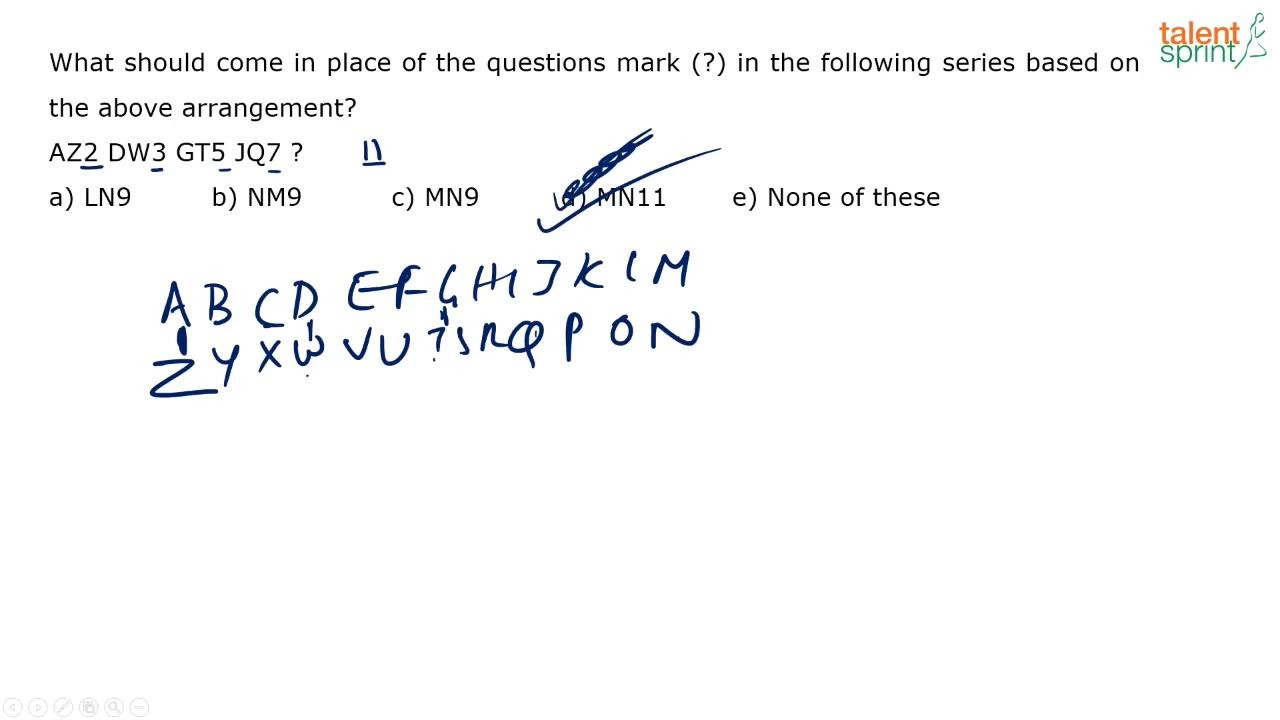 talent
sprint
What should come in place of the questions mark (?) in the following series based on
the above arrangement?
AZ2 DW3 GT5 JQ7 ? 11
a) LN9 b) NM9 c) MN9 d) MN11 e) None of these
A B C D E F G H I J K L M
Z Y X W V U T S R Q P O N